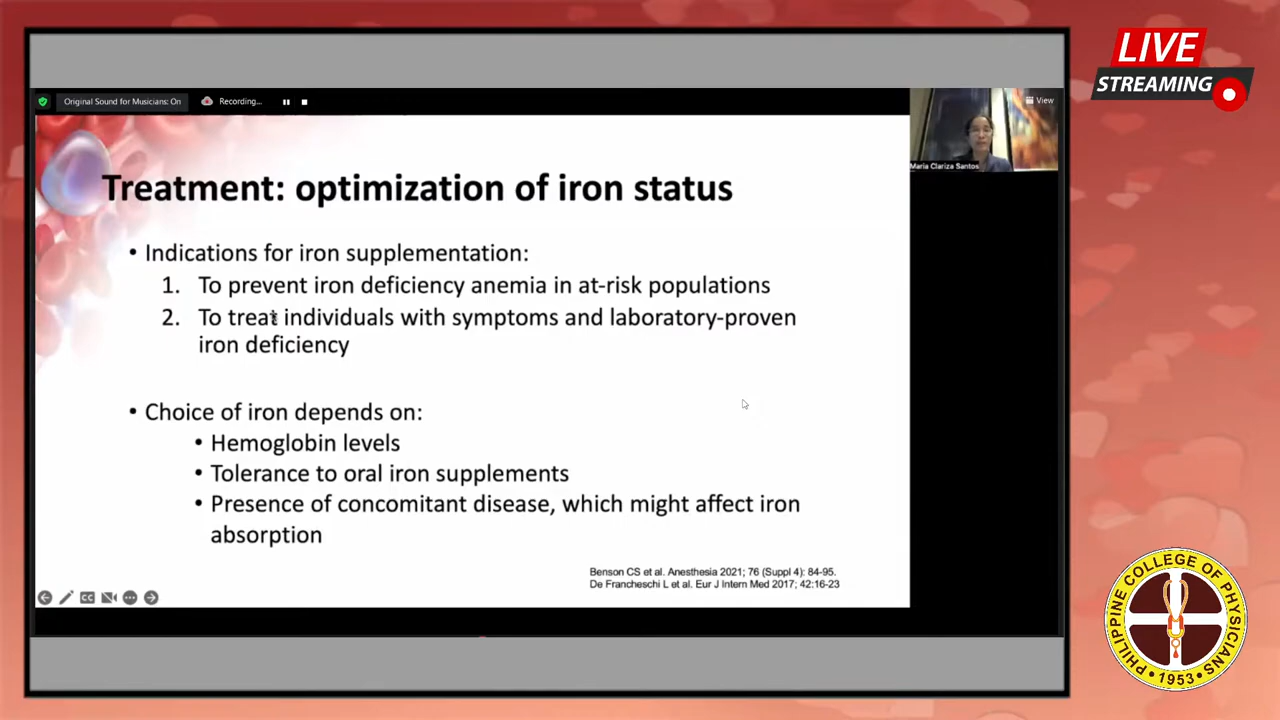 LIVE
STREAMING
Original Sound for Musicians: On
Recording...
View
Maria Clariza Santos
Treatment: optimization of iron status
• Indications for iron supplementation:
1. To prevent iron deficiency anemia in at-risk populations
2. To treat individuals with symptoms and laboratory-proven
iron deficiency
• Choice of iron depends on:
• Hemoglobin levels
• Tolerance to oral iron supplements
• Presence of concomitant disease, which might affect iron
absorption
Benson CS et al. Anesthesia 2021; 76 (Suppl 4): 84-95.
De Francheschi L et al. Eur J Intern Med 2017; 42:16-23
CC
PHILIPPINE COLLEGE OF PHYSICIANS
• 1953 •